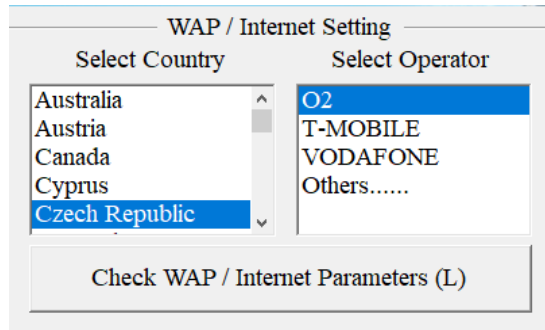 WAP / Internet Setting
Select Country
Select Operator
Australia
Austria
Canada
Cyprus
Czech Republic
O2
T-MOBILE
VODAFONE
Others......
Check WAP / Internet Parameters (L)